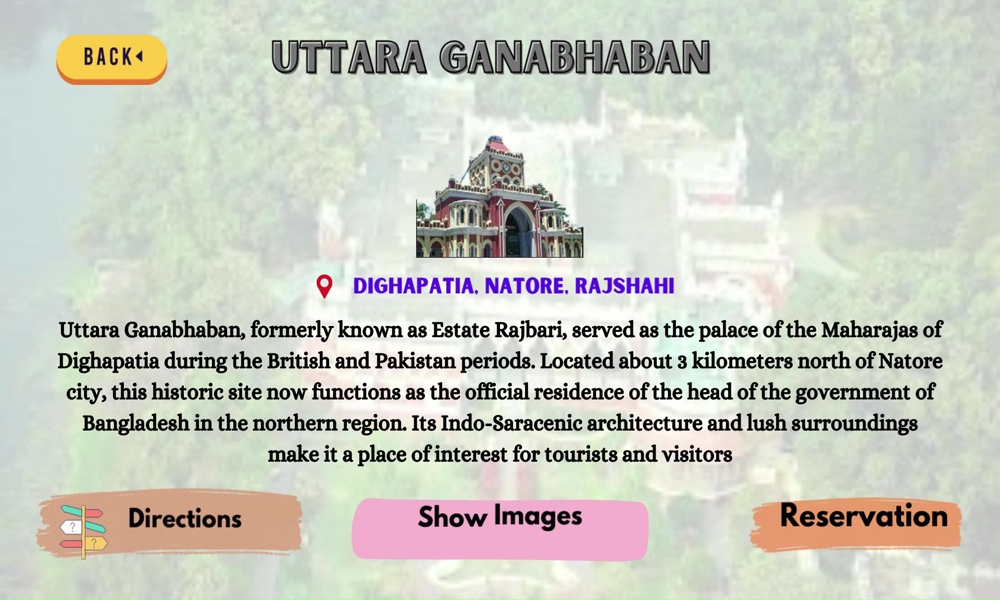 BACK
UTTARA GANABHABAN
DIGHAPATIA, NATORE, RAJSHAHI
Uttara Ganabhaban, formerly known as Estate Rajbari, served as the palace of the Maharajas of
Dighapatia during the British and Pakistan periods. Located about 3 kilometers north of Natore
city, this historic site now functions as the official residence of the head of the government of
Bangladesh in the northern region. Its Indo-Saracenic architecture and lush surroundings
make it a place of interest for tourists and visitors
? Directions
?
Show Images
Reservation